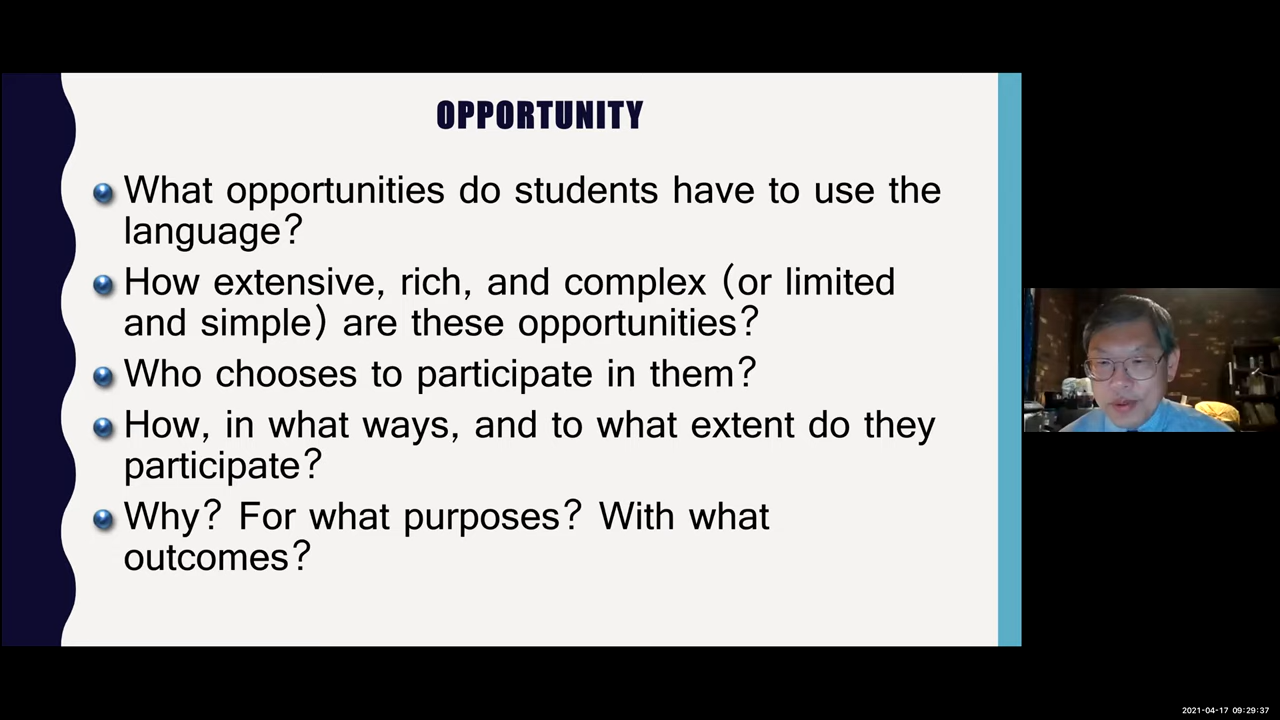 OPPORTUNITY
What opportunities do students have to use the
language?
How extensive, rich, and complex (or limited
and simple) are these opportunities?
Who chooses to participate in them?
How, in what ways, and to what extent do they
participate?
Why? For what purposes? With what
outcomes?
2021-04-17 09:29:37